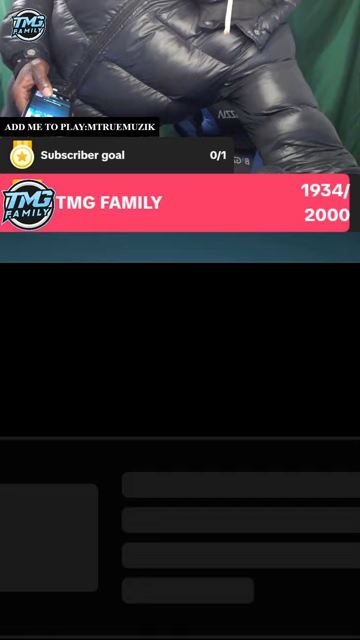 TMG
FAMILY
ADD ME TO PLAY:MTRUEMUZIK
Subscriber goal
0/1
TMG
FAMILY
TMG FAMILY
1934/
2000